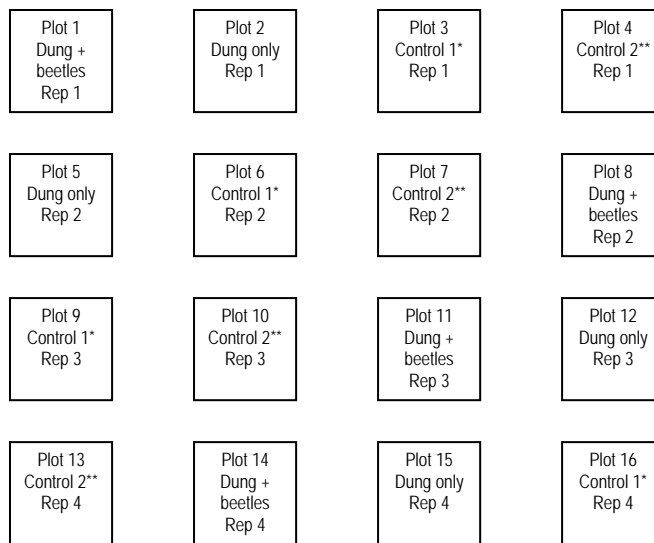 Plot 1
Dung +
beetles
Rep 1
Plot 2
Dung only
Rep 1
Plot 3
Control 1*
Rep 1
Plot 4
Control 2**
Rep 1
Plot 5
Dung only
Rep 2
Plot 6
Control 1*
Rep 2
Plot 7
Control 2**
Rep 2
Plot 8
Dung +
beetles
Rep 2
Plot 9
Control 1*
Rep 3
Plot 10
Control 2**
Rep 3
Plot 11
Dung +
beetles
Rep 3
Plot 12
Dung only
Rep 3
Plot 13
Control 2**
Rep 4
Plot 14
Dung +
beetles
Rep 4
Plot 15
Dung only
Rep 4
Plot 16
Control 1*
Rep 4